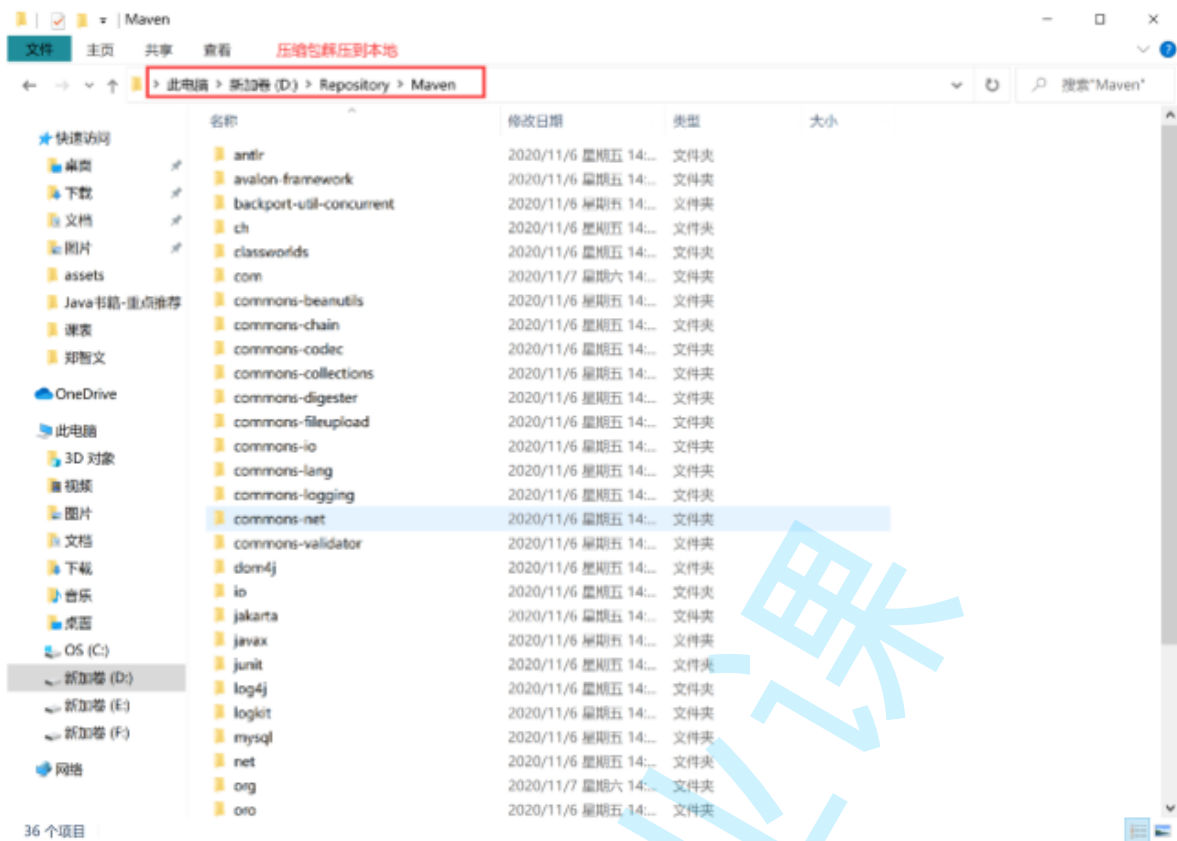 Maven
文件 主页 共享 查看 压缩包解压到本地
此电脑 > 新加卷 (D:) > Repository > Maven 搜索"Maven"
名称 修改日期 类型 大小
快速访问
桌面
下载
文档
图片
assets
Java书籍-重点推荐
课表
郑智文
OneDrive
此电脑
3D 对象
视频
图片
文档
下载
音乐
桌面
OS (C:)
新加卷 (D:)
新加卷 (E:)
新加卷 (F:)
网络
antlr 2020/11/6 星期五 14:... 文件夹
avalon-framework 2020/11/6 星期五 14:... 文件夹
backport-util-concurrent 2020/11/6 星期五 14:... 文件夹
ch 2020/11/6 星期五 14:... 文件夹
classworlds 2020/11/6 星期五 14:... 文件夹
com 2020/11/7 星期六 14:... 文件夹
commons-beanutils 2020/11/6 星期五 14:... 文件夹
commons-chain 2020/11/6 星期五 14:... 文件夹
commons-codec 2020/11/6 星期五 14:... 文件夹
commons-collections 2020/11/6 星期五 14:... 文件夹
commons-digester 2020/11/6 星期五 14:... 文件夹
commons-fileupload 2020/11/6 星期五 14:... 文件夹
commons-io 2020/11/6 星期五 14:... 文件夹
commons-lang 2020/11/6 星期五 14:... 文件夹
commons-logging 2020/11/6 星期五 14:... 文件夹
commons-net 2020/11/6 星期五 14:... 文件夹
commons-validator 2020/11/6 星期五 14:... 文件夹
dom4j 2020/11/6 星期五 14:... 文件夹
io 2020/11/6 星期五 14:... 文件夹
jakarta 2020/11/6 星期五 14:... 文件夹
javax 2020/11/6 星期五 14:... 文件夹
junit 2020/11/6 星期五 14:... 文件夹
log4j 2020/11/6 星期五 14:... 文件夹
logkit 2020/11/6 星期五 14:... 文件夹
mysql 2020/11/6 星期五 14:... 文件夹
net 2020/11/6 星期五 14:... 文件夹
org 2020/11/7 星期六 14:... 文件夹
oro 2020/11/6 星期五 14:... 文件夹
36 个项目
课